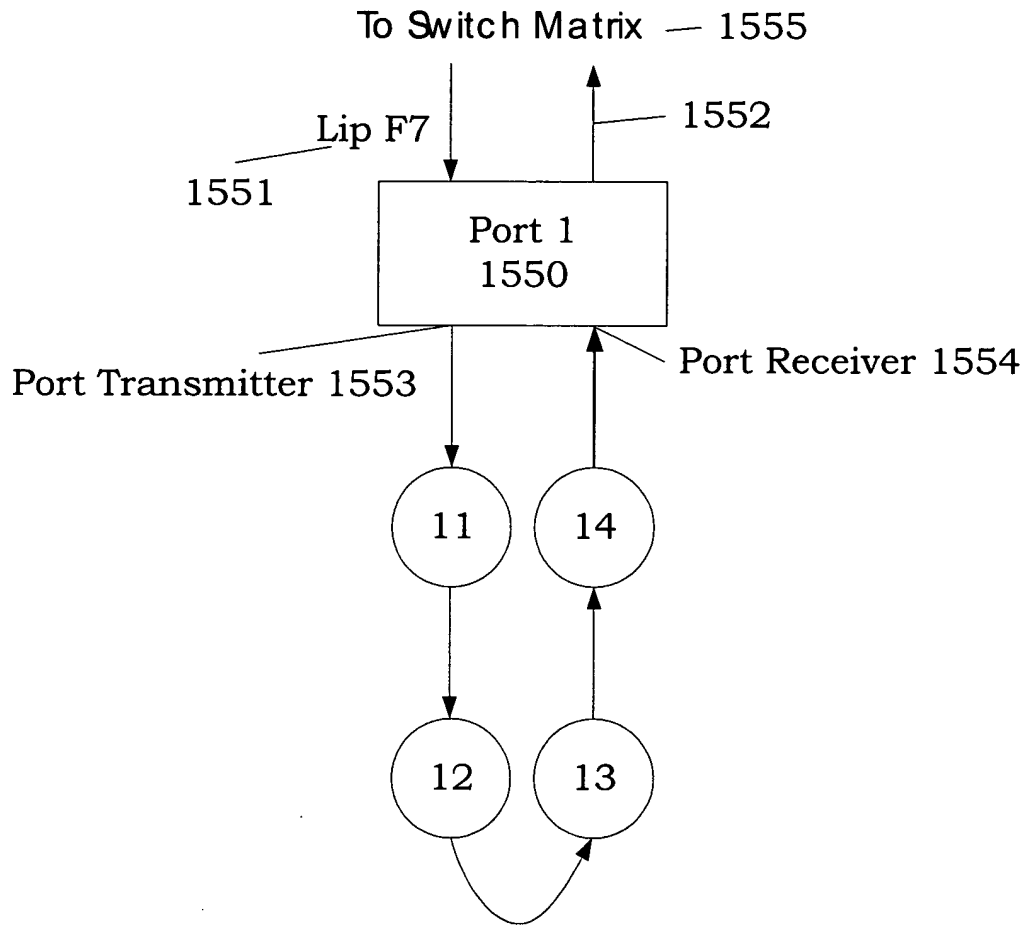 To Switch Matrix 1555
1552
Lip F7
1551
Port 1
1550
Port Receiver 1554
Port Transmitter 1553
11
14
12
13